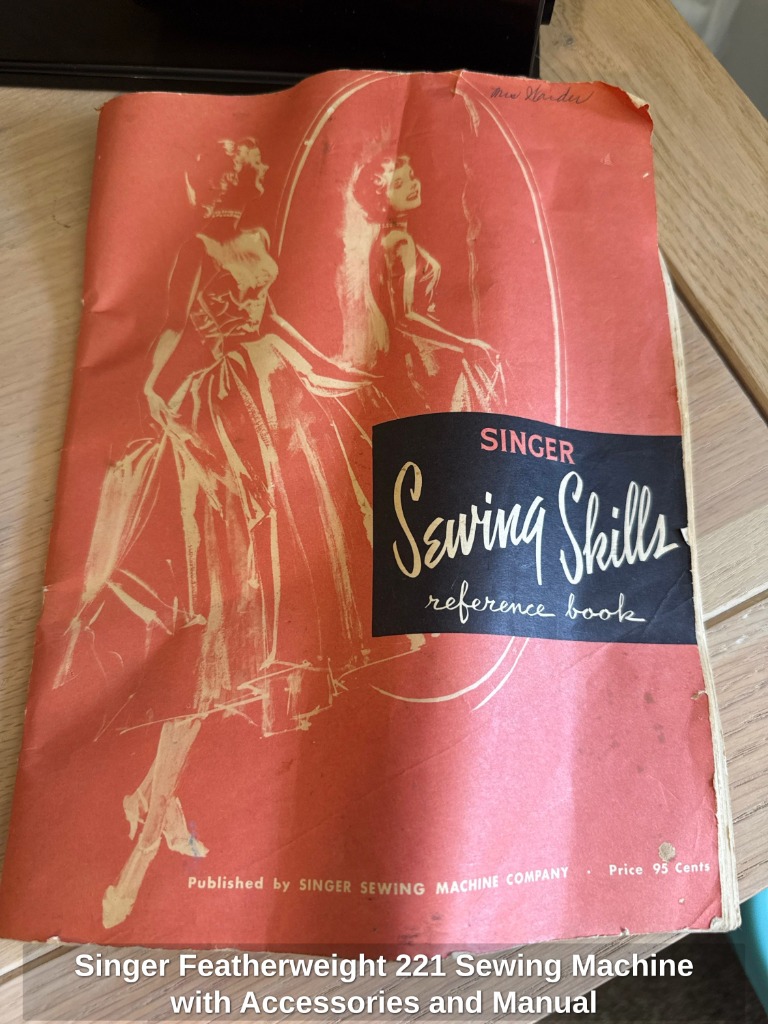 Mrs
SINGER
Sewing Skills
reference book
Published by SINGER SEWING MACHINE COMPANY · Price 95 Cents
Singer Featherweight 221 Sewing Machine
with Accessories and Manual